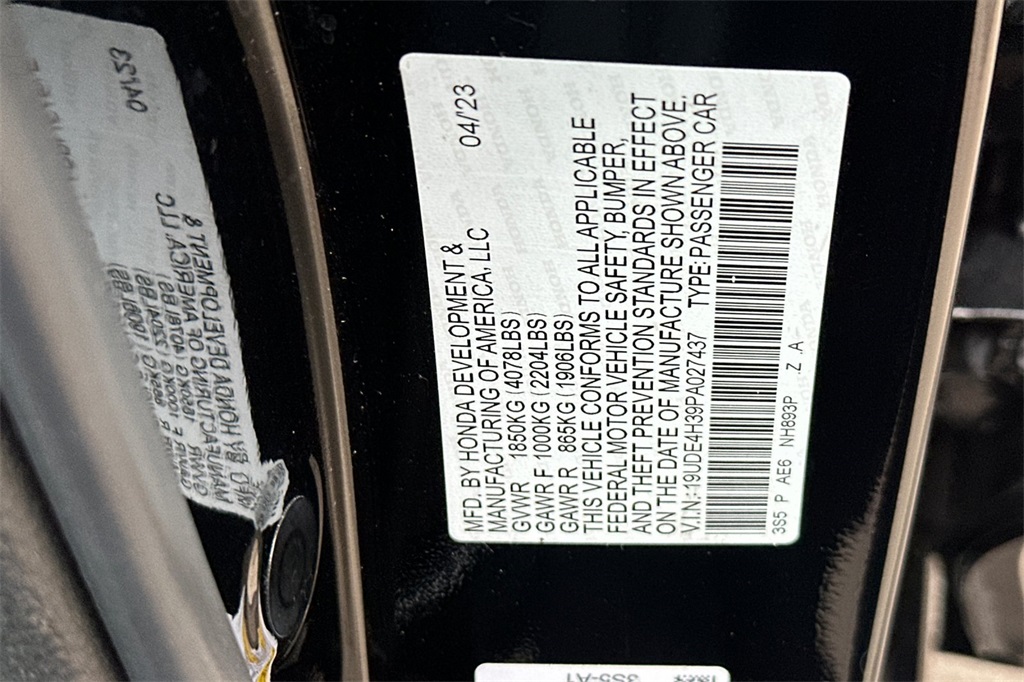 MFD. BY HONDA DEVELOPMENT & 04/'23
MANUFACTURING OF AMERICA, LLC
GVWR 1850KG (4078LBS)
GAWR F 1000KG (2204LBS)
GAWR R 865KG (1906LBS)
THIS VEHICLE CONFORMS TO ALL APPLICABLE
FEDERAL MOTOR VEHICLE SAFETY, BUMPER,
AND THEFT PREVENTION STANDARDS IN EFFECT
ON THE DATE OF MANUFACTURE SHOWN ABOVE.
V.I.N.:19UDE4H39PA027437 TYPE:PASSENGER CAR
3S5 P AE6 NH893P .Z .A
3S5-A1